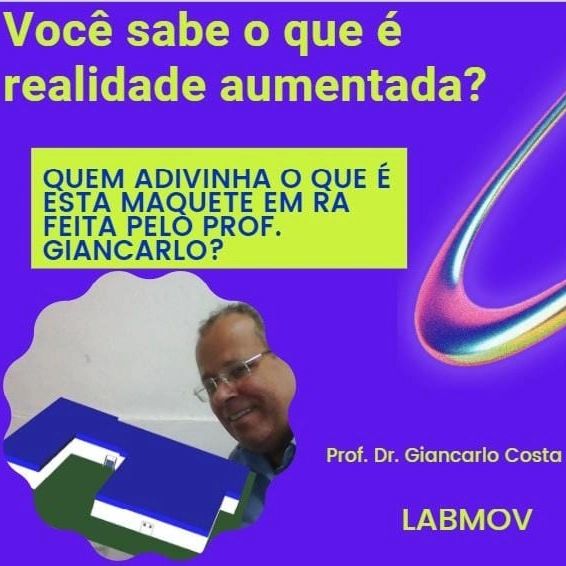 Você sabe o que é
realidade aumentada?
QUEM ADIVINHA O QUE É
ESTA MAQUETE EM RA
FEITA PELO PROF.
GIANCARLO?
Prof. Dr. Giancarlo Costa
LABMOV